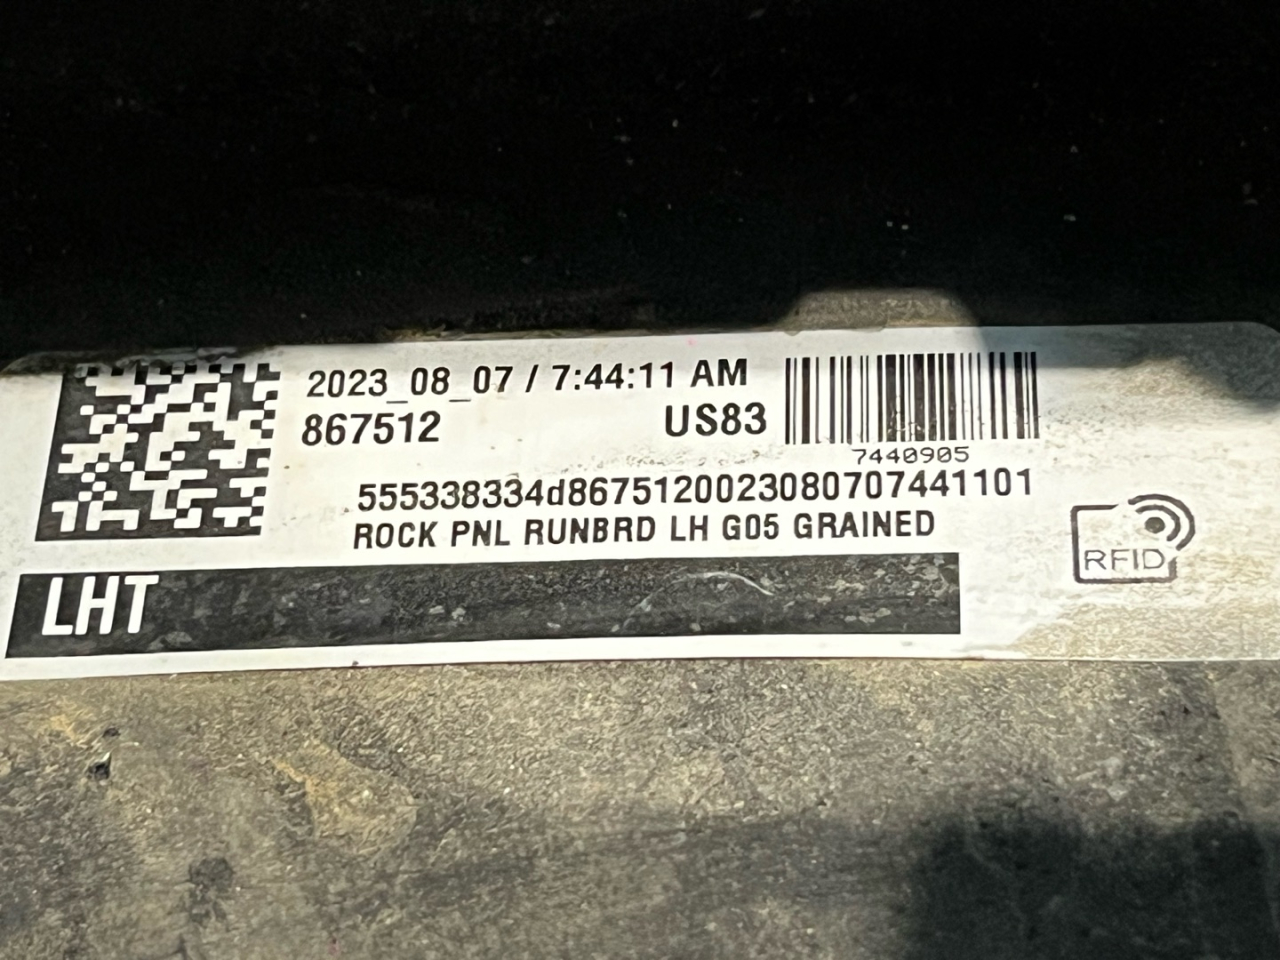 2023_08_07 / 7:44:11 AM
867512 US83
7440905
555338334d8675120023080707441101
ROCK PNL RUNBRD LH G05 GRAINED
RFID
LHT